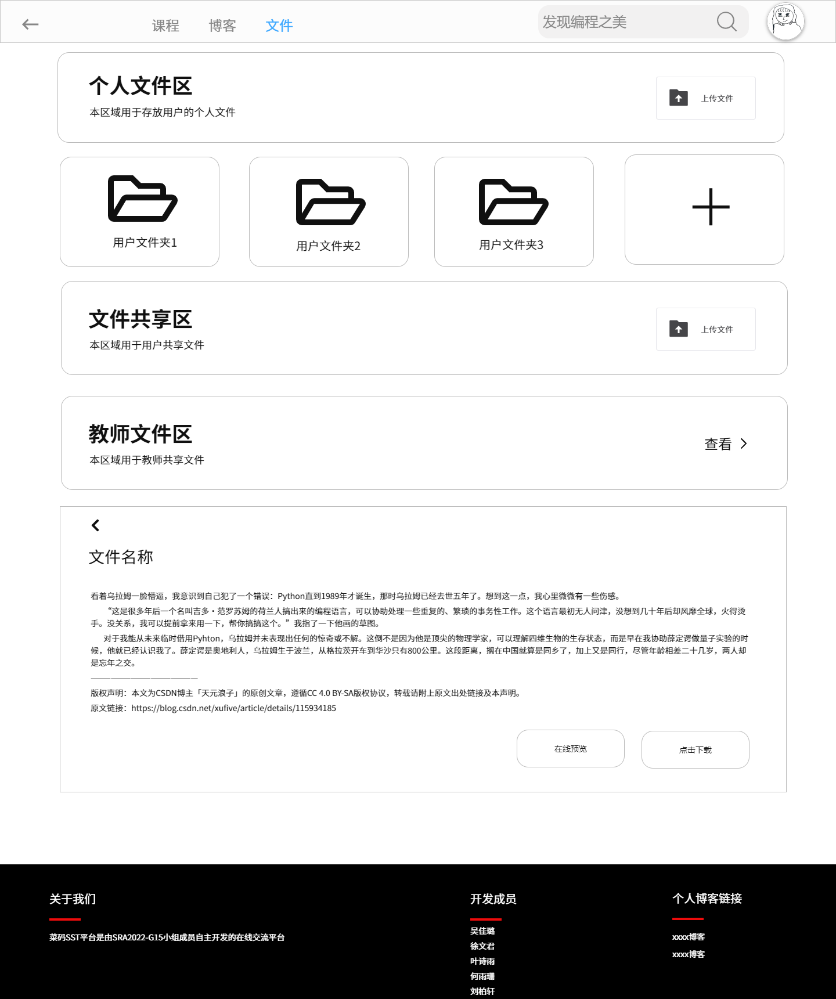 课程 博客 文件 发现编程之美
个人文件区
本区域用于存放用户的个人文件
上传文件
用户文件夹1
用户文件夹2
用户文件夹3
文件共享区
本区域用于用户共享文件
上传文件
教师文件区
本区域用于教师共享文件
查看
文件名称
看着乌拉姆一脸懵逼，我意识到自己犯了一个错误：Python直到1989年才诞生，那时乌拉姆已经去世五年了。想到这一点，我心里微微有一些伤感。
“这是很多年后一个名叫吉多·范罗苏姆的荷兰人搞出来的编程语言，可以协助处理一些重复的、繁琐的事务性工作。这个语言最初无人问津，没想到几十年后却风靡全球，火得烫
手。没关系，我可以提前拿来用一下，帮你搞搞这个。”我指了一下他画的草图。
对于我能从未来临时借用Pyhton，乌拉姆并未表现出任何的惊奇或不解。这倒不是因为他是顶尖的物理学家，可以理解四维生物的生存状态，而是早在我协助薛定谔做量子实验的时
候，他就已经认识我了。薛定谔是奥地利人，乌拉姆生于波兰，从格拉茨开车到华沙只有800公里。这段距离，搁在中国就算是同乡了，加上又是同行，尽管年龄相差二十几岁，两人却
是忘年之交。
————————————————
版权声明：本文为CSDN博主「天元浪子」的原创文章，遵循CC 4.0 BY-SA版权协议，转载请附上原文出处链接及本声明。
原文链接：https://blog.csdn.net/xufive/article/details/115934185
在线预览
点击下载
关于我们
菜码SST平台是由SRA2022-G15小组成员自主开发的在线交流平台
开发成员
吴佳璐
徐文君
叶诗雨
何雨珊
刘柏轩
个人博客链接
xxxx博客
xxxx博客